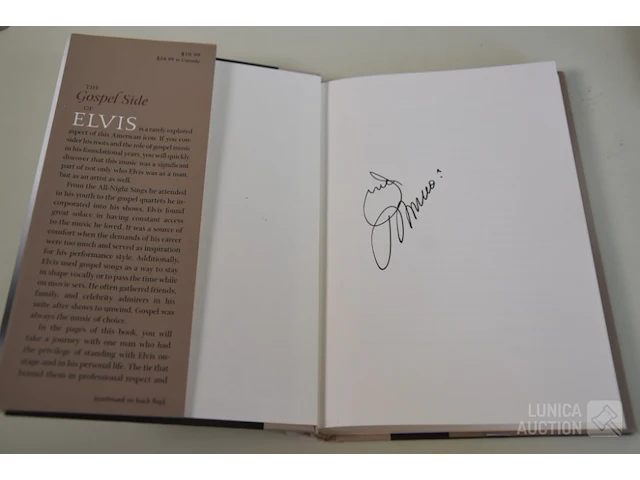 $19.99
$24.99 in Canada
THE
Gospel Side
OF
ELVIS is a rarely explored
aspect of this American icon. If you con-
sider his roots and the role of gospel music
in his foundational years, you will quickly
discover that this music was a significant
part of not only who Elvis was as a man,
but as an artist as well.
From the All-Night Sings he attended
in his youth to the gospel quartets he in-
corporated into his shows, Elvis found
great solace in having constant access
to the music he loved. It was a source of
comfort when the demands of his career
were too much and served as inspiration
for his performance style. Additionally,
Elvis used gospel songs as a way to stay
in shape vocally or to pass the time while
on movie sets. He often gathered friends,
family, and celebrity admirers in his
suite after shows to unwind. Gospel was
always the music of choice.
In the pages of this book, you will
take a journey with one man who had
the privilege of standing with Elvis on-
stage and in his personal life. The tie that
bound them in professional respect and
(continued on back flap)
LUNICA
AUCTION